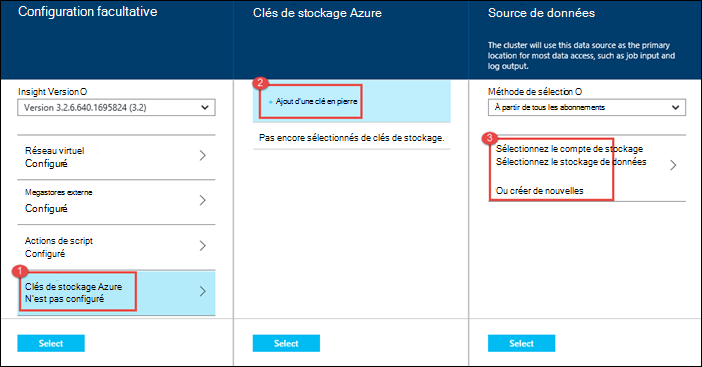 Configuration facultative
Insight Version O
Version 3.2.6.640.1695824 (3.2)
Réseau virtuel
Configuré
Megastores externe
Configuré
Actions de script
Configuré
1
Clés de stockage Azure
N'est pas configuré
Select
Clés de stockage Azure
2
+ Ajout d'une clé en pierre
Pas encore sélectionnés de clés de stockage.
Select
Source de données
The cluster will use this data source as the primary
location for most data access, such as job input and
log output.
Méthode de sélection O
À partir de tous les abonnements
3
Sélectionnez le compte de stockage
Sélectionnez le stockage de données
Ou créer de nouvelles
Select